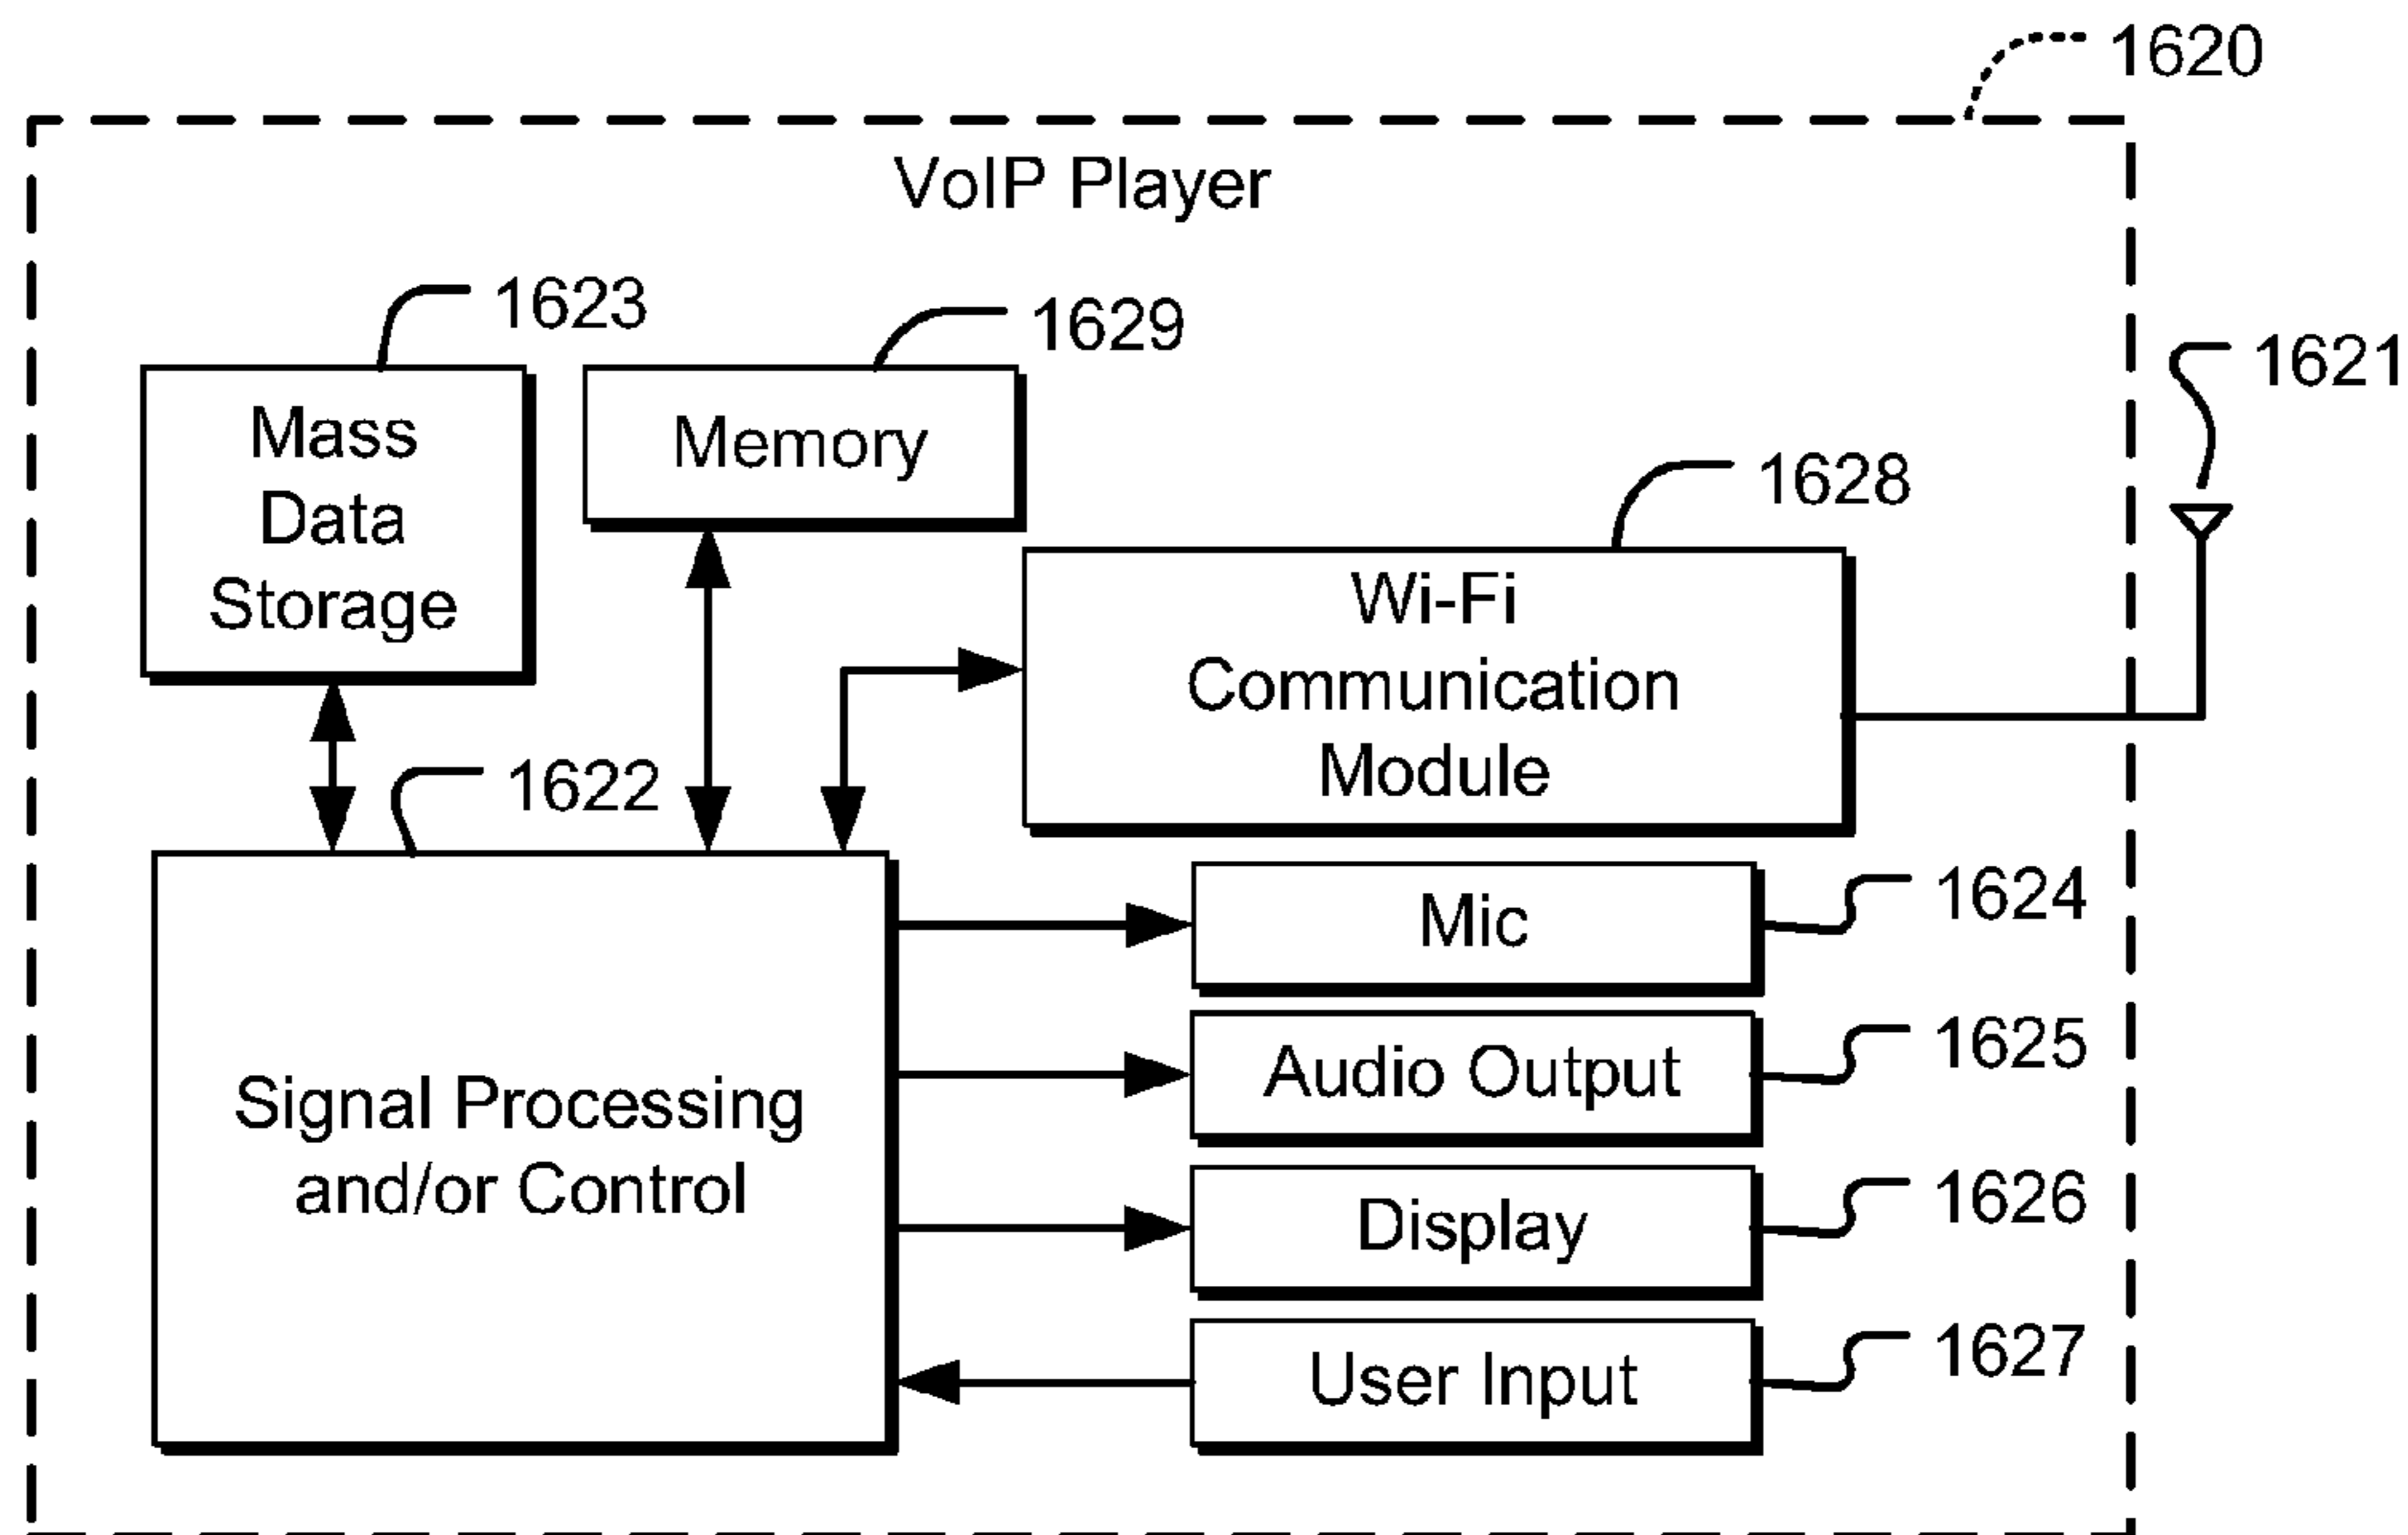 1620
VoIP Player
1623
1629
1621
Mass
Data
Storage
Memory
1628
Wi-Fi
Communication
Module
1622
Mic
1624
Signal Processing
and/or Control
Audio Output
1625
Display
1626
User Input
1627